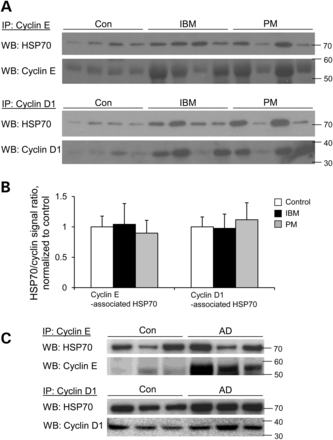 A
IP: Cyclin E Con IBM PM
WB: HSP70 70
WB: Cyclin E 60
50
IP: Cyclin D1 Con IBM PM
WB: HSP70 70
WB: Cyclin D1 40
30
B
HSP70/cyclin signal ratio,
normalized to control
1.5
1
0.5
0
Control
IBM
PM
Cyclin E
-associated HSP70
Cyclin D1
-associated HSP70
C
IP: Cyclin E Con AD
WB: HSP70 70
WB: Cyclin E 60
50
IP: Cyclin D1 Con AD
WB: HSP70 70
WB: Cyclin D1 40
30